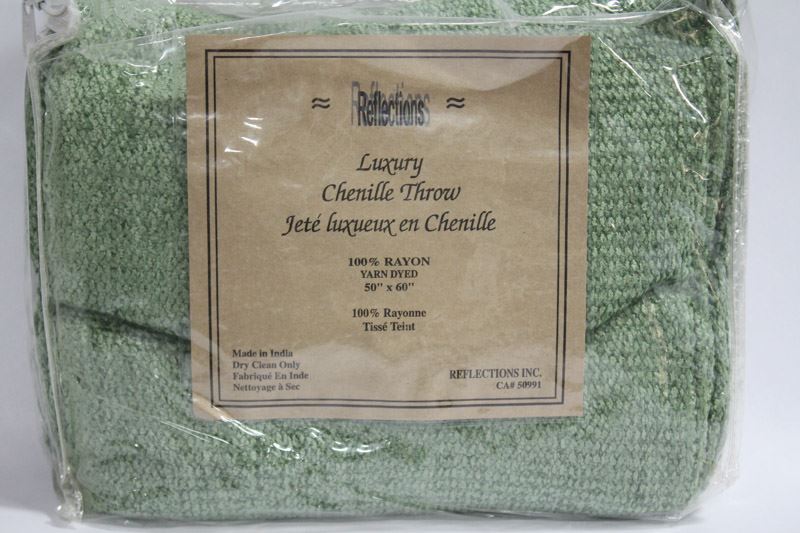 ≈ Reflections ≈
Luxury
Chenille Throw
Jeté luxueux en Chenille
100% RAYON
YARN DYED
50" x 60"
100% Rayonne
Tissé Teint
Made in India
Dry Clean Only
Fabriqué En Inde
Nettoyage à Sec
REFLECTIONS INC.
CA# 50991